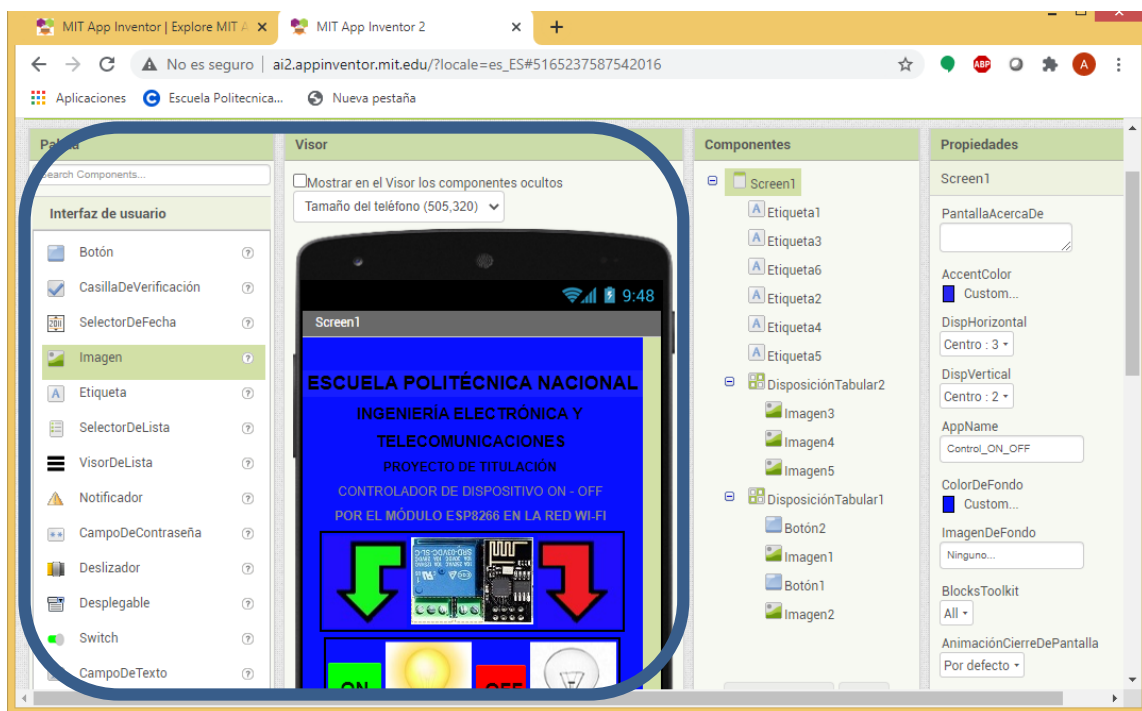 MIT App Inventor | Explore MIT A
MIT App Inventor 2
No es seguro | ai2.appinventor.mit.edu/?locale=es_ES#5165237587542016
ABP
A
Aplicaciones
Escuela Politecnica...
Nueva pestaña
Visor
Componentes
Propiedades
Search Components...
Interfaz de usuario
Botón
CasillaDeVerificación
SelectorDeFecha
Imagen
Etiqueta
SelectorDeLista
VisorDeLista
Notificador
CampoDeContraseña
Deslizador
Desplegable
Switch
CampoDeTexto
Mostrar en el Visor los componentes ocultos
Tamaño del teléfono (505,320)
9:48
Screen1
ESCUELA POLITÉCNICA NACIONAL
INGENIERÍA ELECTRÓNICA Y
TELECOMUNICACIONES
PROYECTO DE TITULACIÓN
CONTROLADOR DE DISPOSITIVO ON - OFF
POR EL MÓDULO ESP8266 EN LA RED WI-FI
SRD-03VDC-SL-C
ON
OFF
Screen1
Etiqueta1
Etiqueta3
Etiqueta6
Etiqueta2
Etiqueta4
Etiqueta5
DisposiciónTabular2
Imagen3
Imagen4
Imagen5
DisposiciónTabular1
Botón2
Imagen1
Botón1
Imagen2
Screen1
PantallaAcercaDe
AccentColor
Custom...
DispHorizontal
Centro : 3
DispVertical
Centro : 2
AppName
Control_ON_OFF
ColorDeFondo
Custom...
ImagenDeFondo
Ninguno...
BlocksToolkit
All
AnimaciónCierreDePantalla
Por defecto